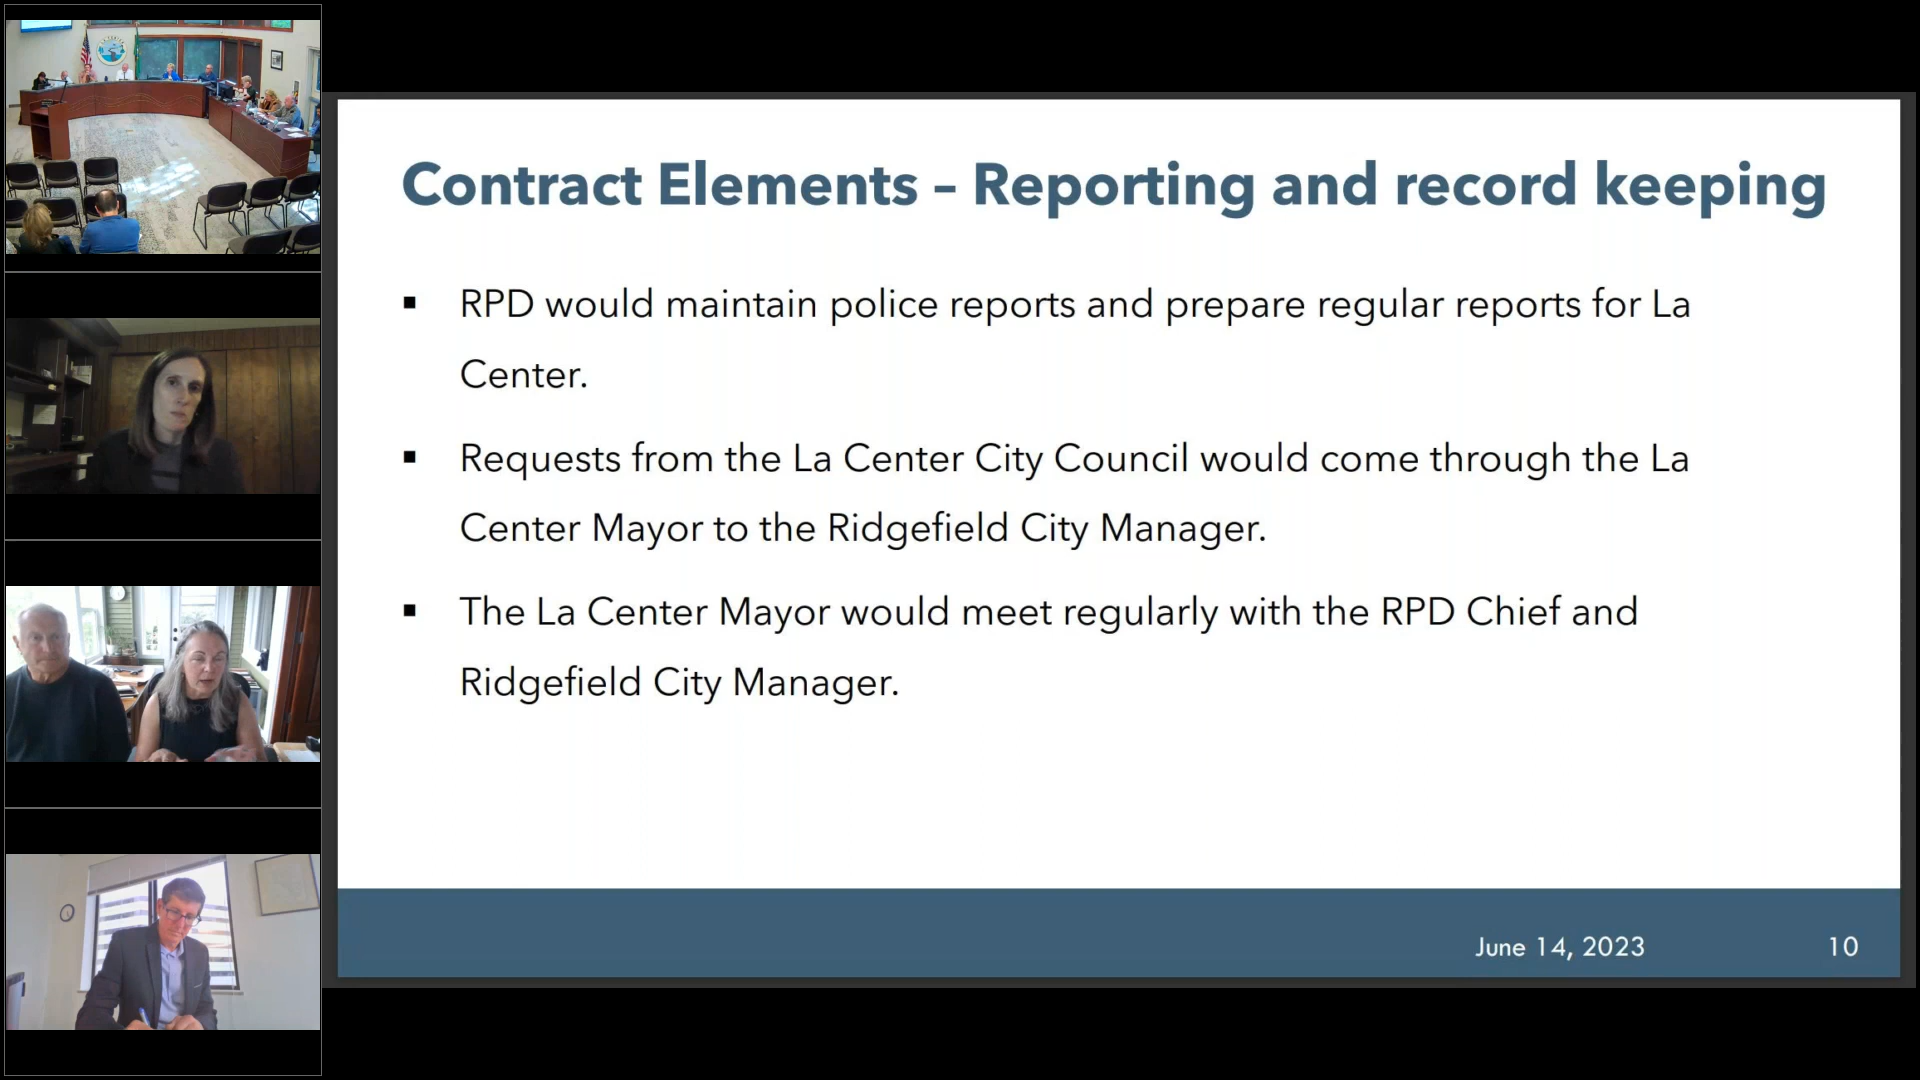 Contract Elements – Reporting and record keeping
▪ RPD would maintain police reports and prepare regular reports for La
Center.
▪ Requests from the La Center City Council would come through the La
Center Mayor to the Ridgefield City Manager.
▪ The La Center Mayor would meet regularly with the RPD Chief and
Ridgefield City Manager.
June 14, 2023
10